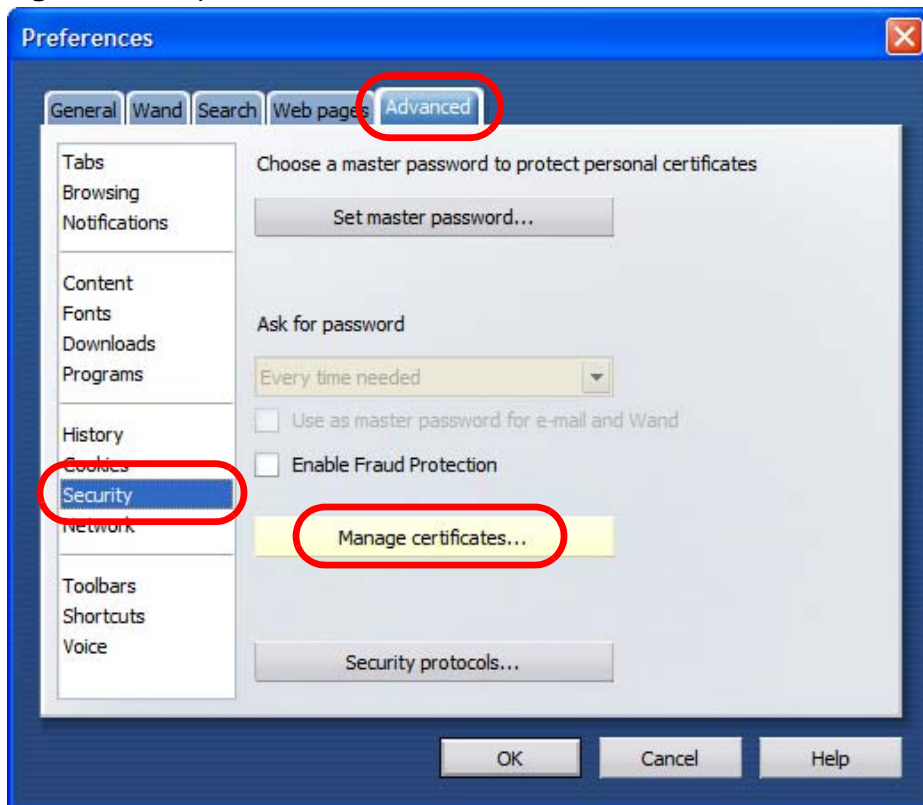 Preferences
General Wand Search Web pages Advanced
Tabs
Browsing
Notifications
Content
Fonts
Downloads
Programs
History
Cookies
Security
Network
Toolbars
Shortcuts
Voice
Choose a master password to protect personal certificates
Set master password...
Ask for password
Every time needed
Use as master password for e-mail and Wand
Enable Fraud Protection
Manage certificates...
Security protocols...
OK Cancel Help